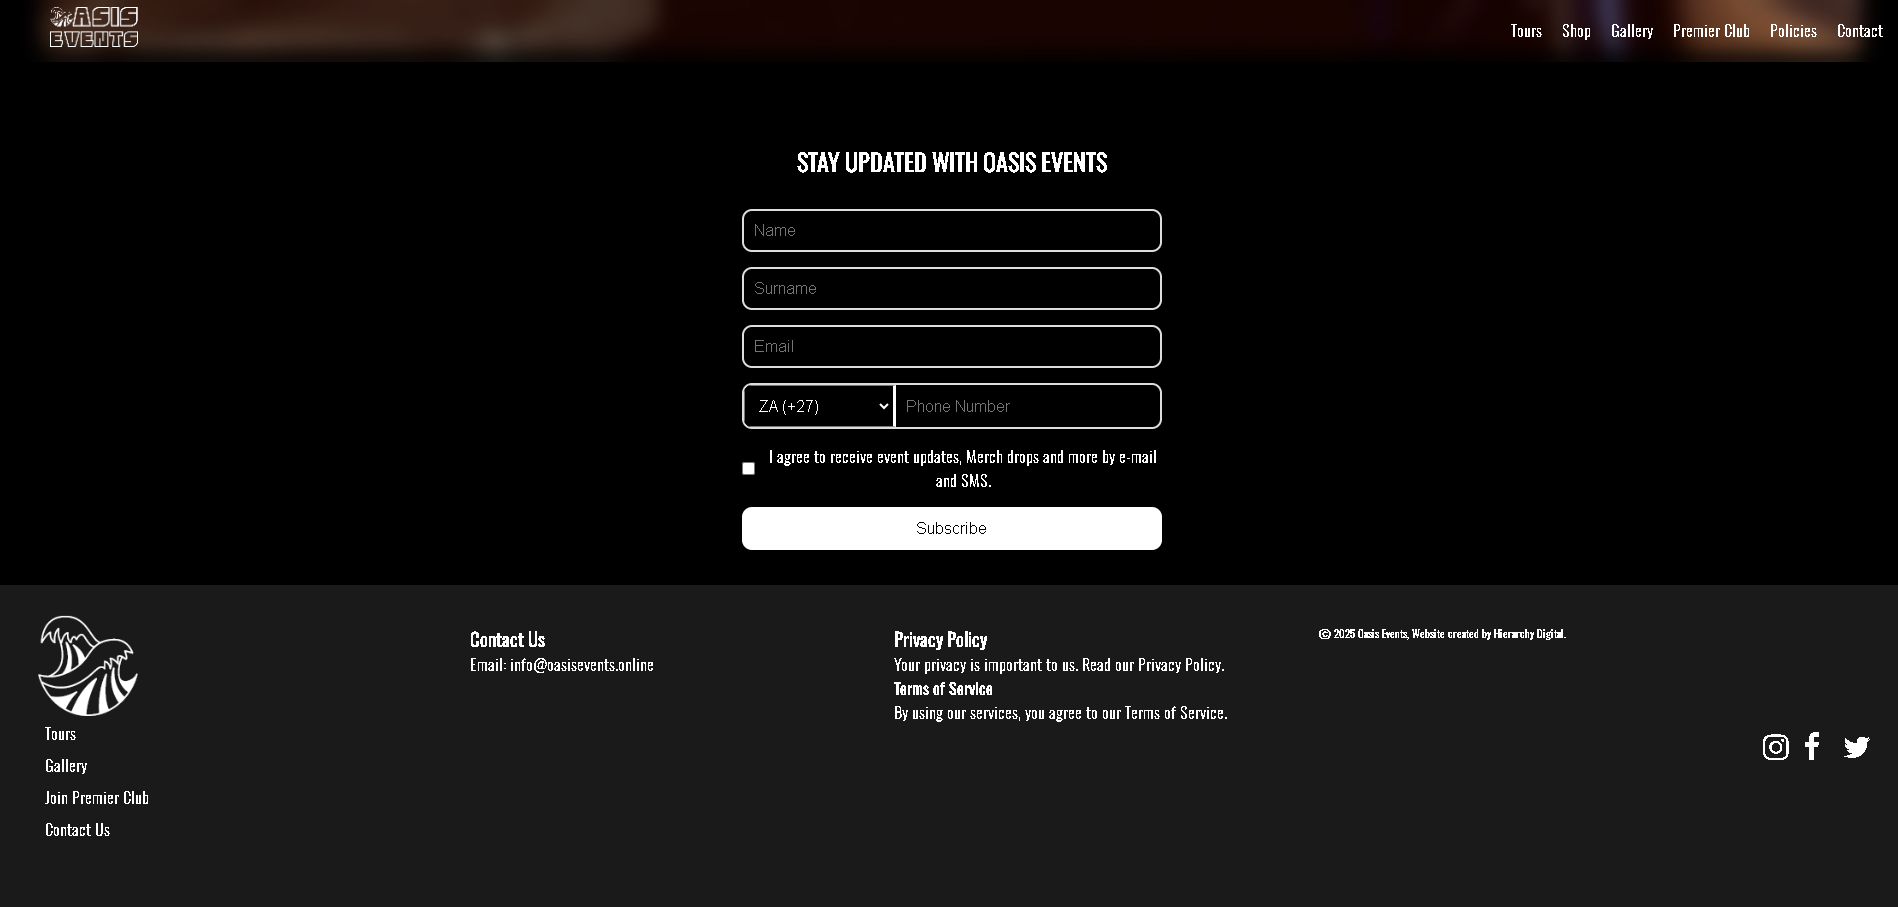 OASIS
EVENTS
Tours Shop Gallery Premier Club Policies Contact
STAY UPDATED WITH OASIS EVENTS
Name
Surname
Email
ZA (+27) Phone Number
I agree to receive event updates, Merch drops and more by e-mail
and SMS.
Subscribe
Tours
Gallery
Join Premier Club
Contact Us
Contact Us
Email: info@oasisevents.online
Privacy Policy
Your privacy is important to us. Read our Privacy Policy.
Terms of Service
By using our services, you agree to our Terms of Service.
© 2025 Oasis Events, Website created by Hierarchy Digital.